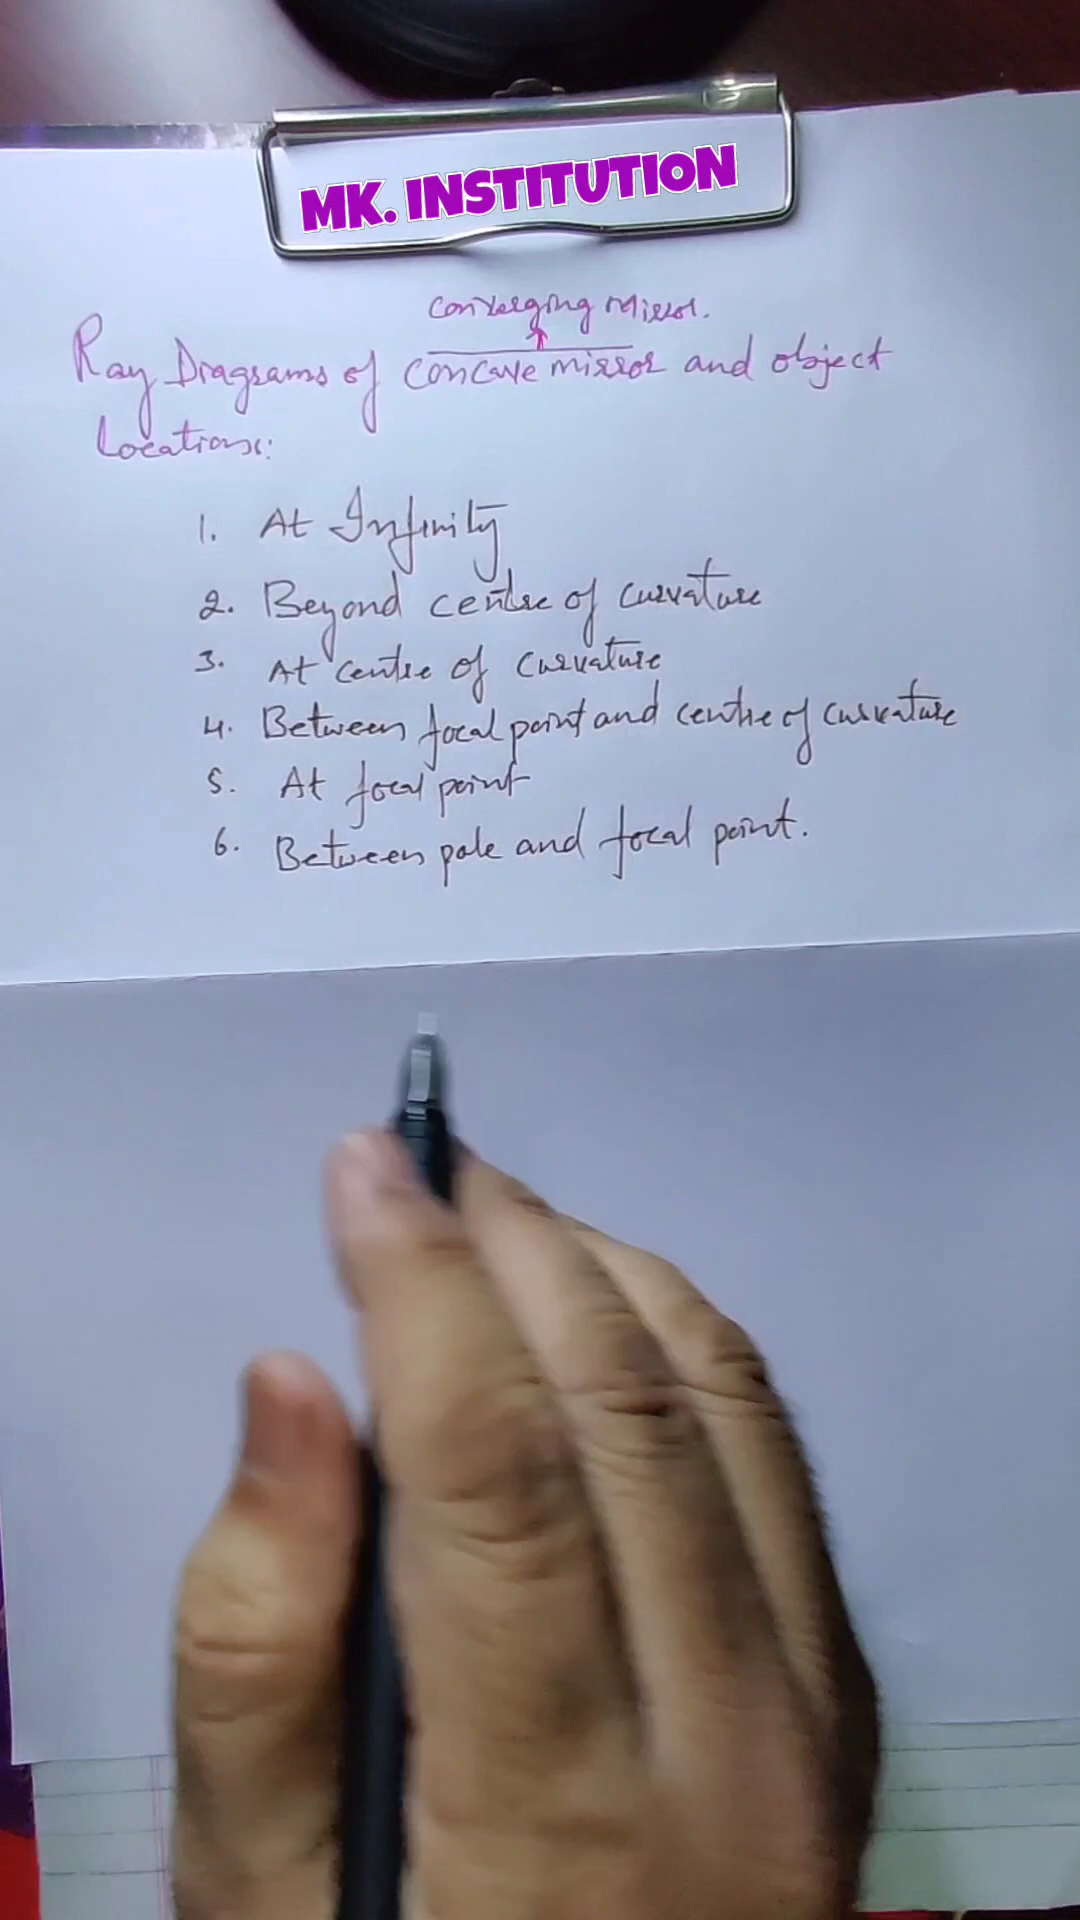 MK. INSTITUTION
Converging Mirror.
Ray Diagrams of concave mirror and object
Locations:
1. At Infinity
2. Beyond centre of curvature
3. At centre of curvature
4. Between focal point and centre of curvature
5. At focal point
6. Between pole and focal point.